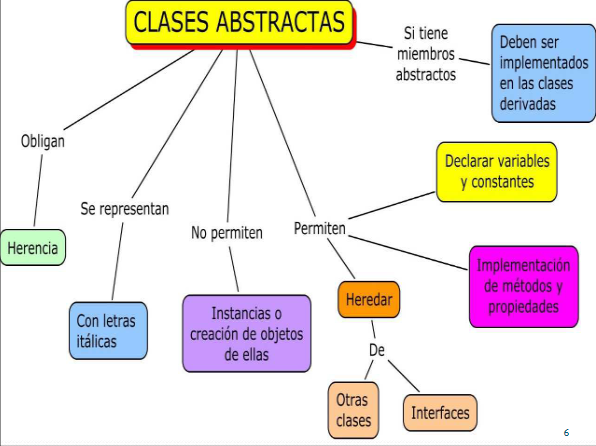 CLASES ABSTRACTAS
Si tiene
miembros
abstractos
Deben ser
implementados
en las clases
derivadas
Obligan
Herencia
Se representan
Con letras
itálicas
No permiten
Instancias o
creación de objetos
de ellas
Permiten
Declarar variables
y constantes
Implementación
de métodos y
propiedades
Heredar
De
Otras
clases
Interfaces
6